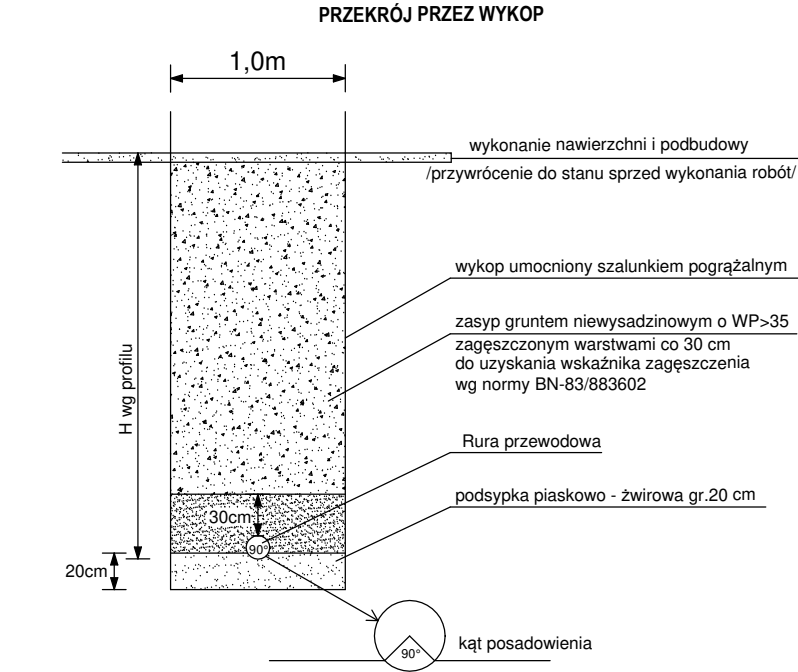 PRZEKRÓJ PRZEZ WYKOP
1,0m
wykonanie nawierzchni i podbudowy
/przywrócenie do stanu sprzed wykonania robót/
wykop umocniony szalunkiem pogrążalnym
zasyp gruntem niewysadzinowym o WP>35
zagęszczonym warstwami co 30 cm
do uzyskania wskaźnika zagęszczenia
wg normy BN-83/883602
H wg profilu
Rura przewodowa
podsypka piaskowo - żwirowa gr.20 cm
30cm
90°
20cm
90°
kąt posadowienia